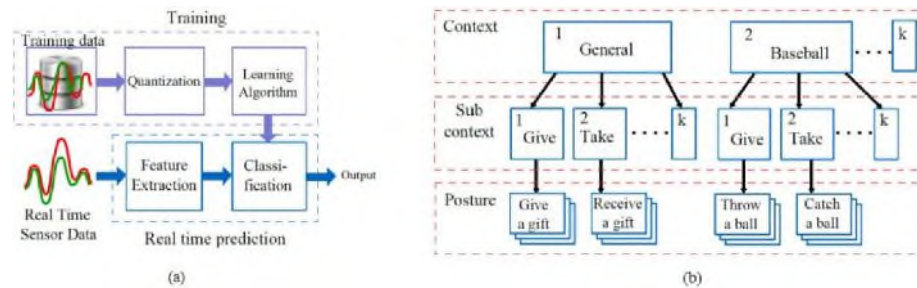 Training
Training data
Quantization
Learning
Algorithm
Feature
Extraction
Classi-
fication
Output
Real Time
Sensor Data
Real time prediction
(a)
Context
1
General
2
Baseball
k
Sub
context
1
Give
2
Take
k
1
Give
2
Take
k
Posture
Give
a gift
Receive
a gift
Throw
a ball
Catch
a ball
(b)